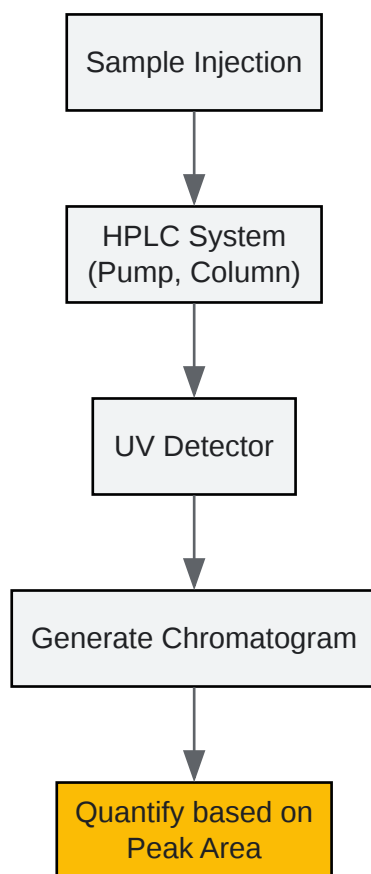 Sample Injection
HPLC System
(Pump, Column)
UV Detector
Generate Chromatogram
Quantify based on
Peak Area